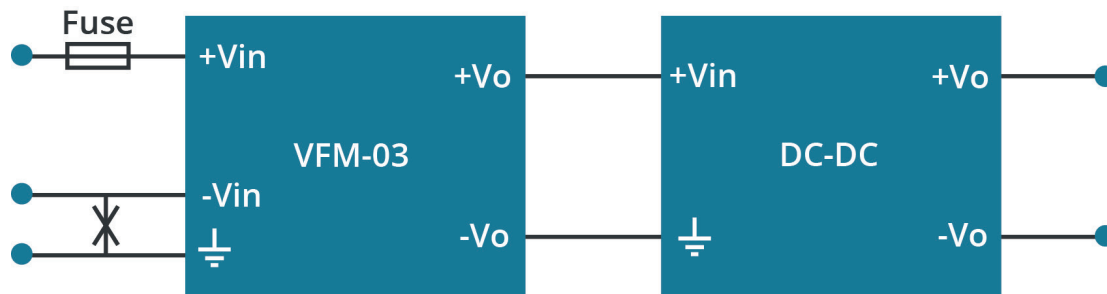 Fuse
+Vin
-Vin
VFM-03
+Vo
-Vo
+Vin
DC-DC
+Vo
-Vo